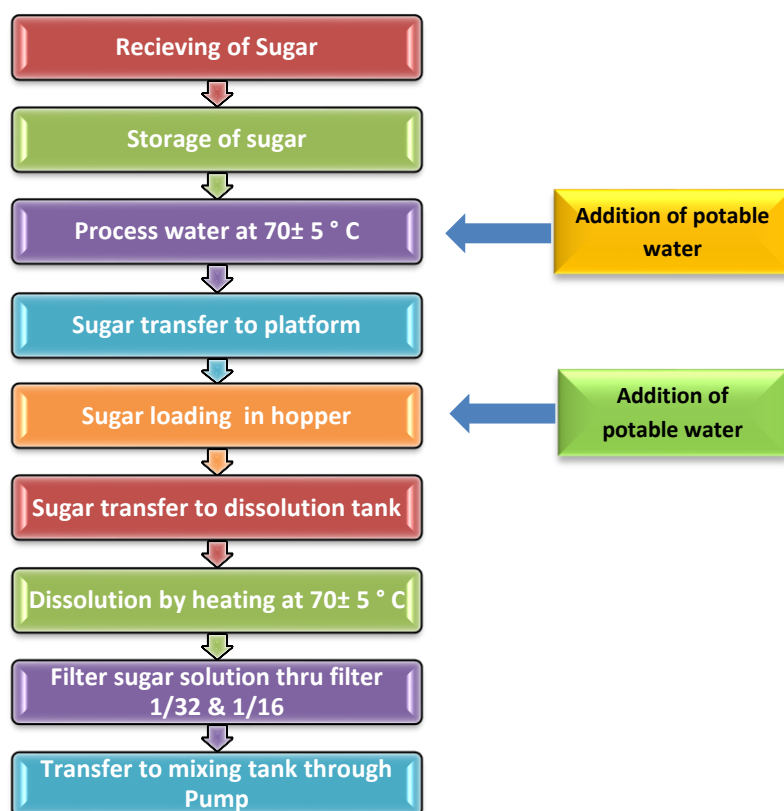 Recieving of Sugar
Storage of sugar
Process water at 70± 5 ° C
Addition of potable
water
Sugar transfer to platform
Sugar loading  in hopper
Addition of
potable water
Sugar transfer to dissolution tank
Dissolution by heating at 70± 5 ° C
Filter sugar solution thru filter
1/32 & 1/16
Transfer to mixing tank through
Pump